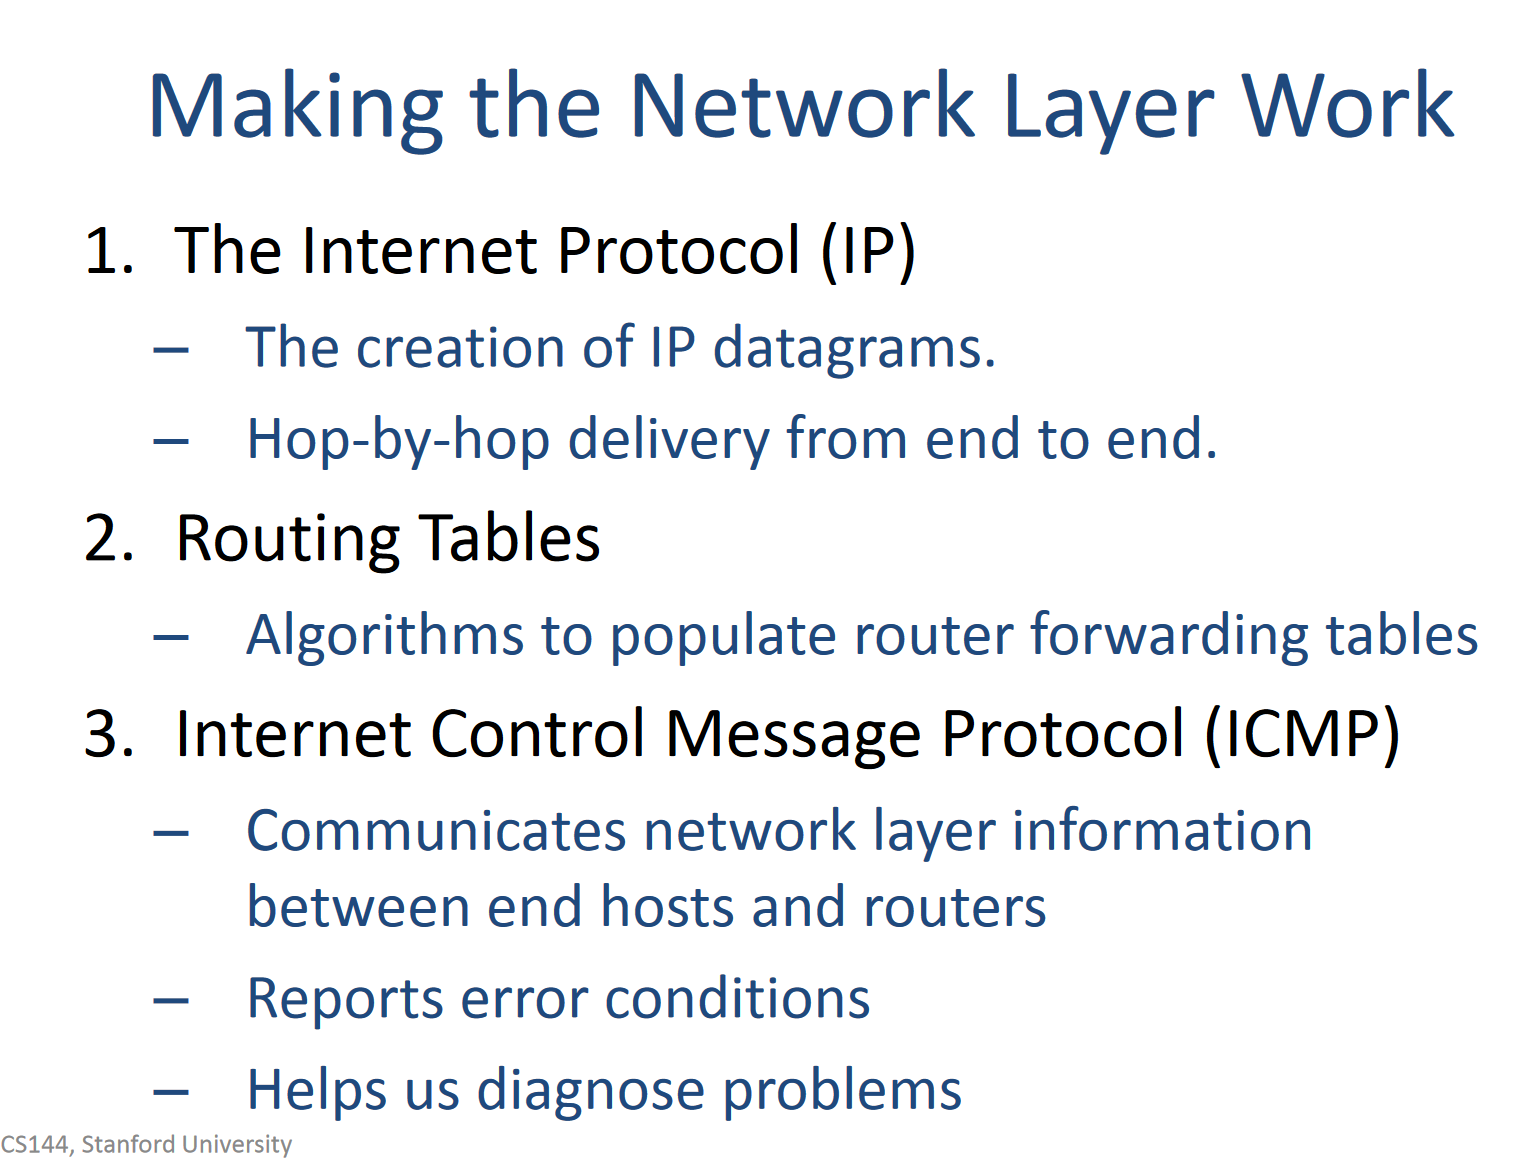 Making the Network Layer Work
1. The Internet Protocol (IP)
– The creation of IP datagrams.
– Hop-by-hop delivery from end to end.
2. Routing Tables
– Algorithms to populate router forwarding tables
3. Internet Control Message Protocol (ICMP)
– Communicates network layer information
between end hosts and routers
– Reports error conditions
– Helps us diagnose problems
CS144, Stanford University